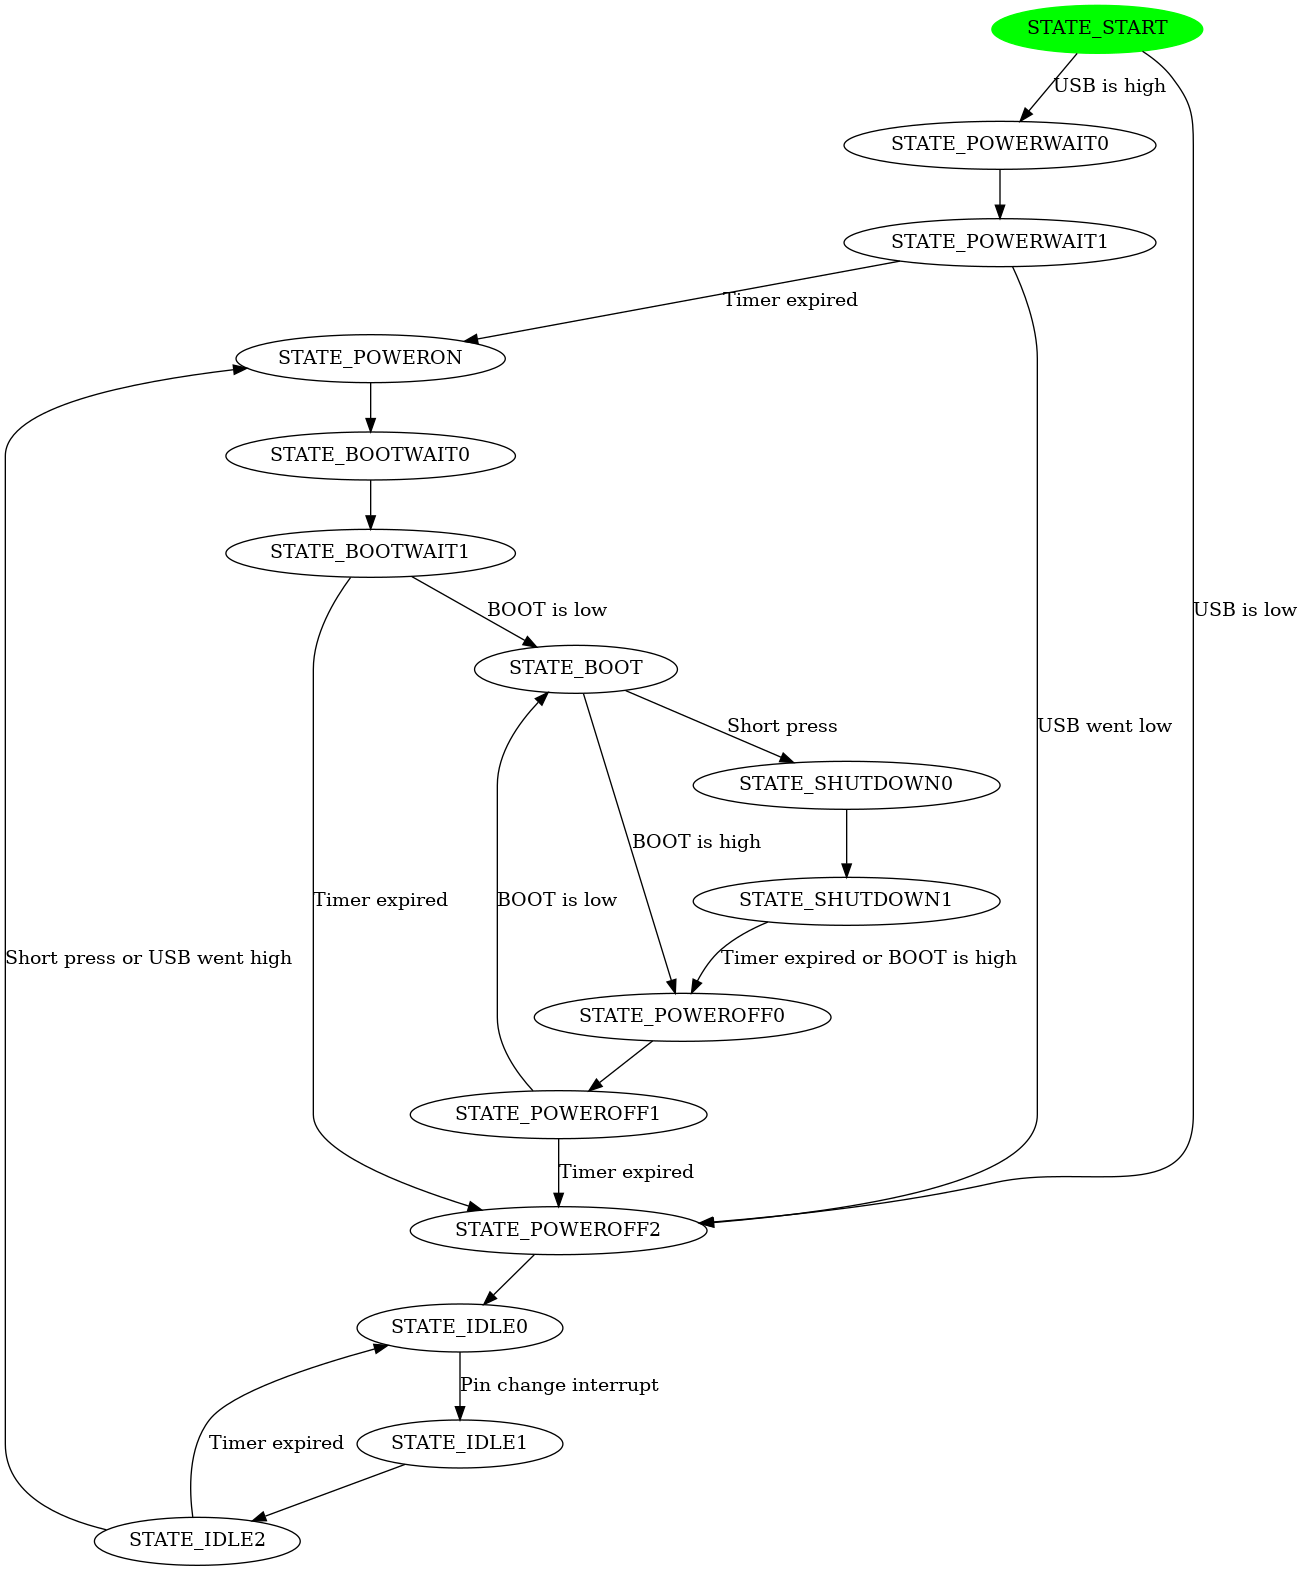 STATE_START
USB is high
STATE_POWERWAIT0
STATE_POWERWAIT1
Timer expired
STATE_POWERON
STATE_BOOTWAIT0
STATE_BOOTWAIT1
BOOT is low
USB is low
STATE_BOOT
Short press
USB went low
STATE_SHUTDOWN0
BOOT is high
Timer expired
BOOT is low
STATE_SHUTDOWN1
Short press or USB went high
Timer expired or BOOT is high
STATE_POWEROFF0
STATE_POWEROFF1
Timer expired
STATE_POWEROFF2
STATE_IDLE0
Pin change interrupt
Timer expired
STATE_IDLE1
STATE_IDLE2